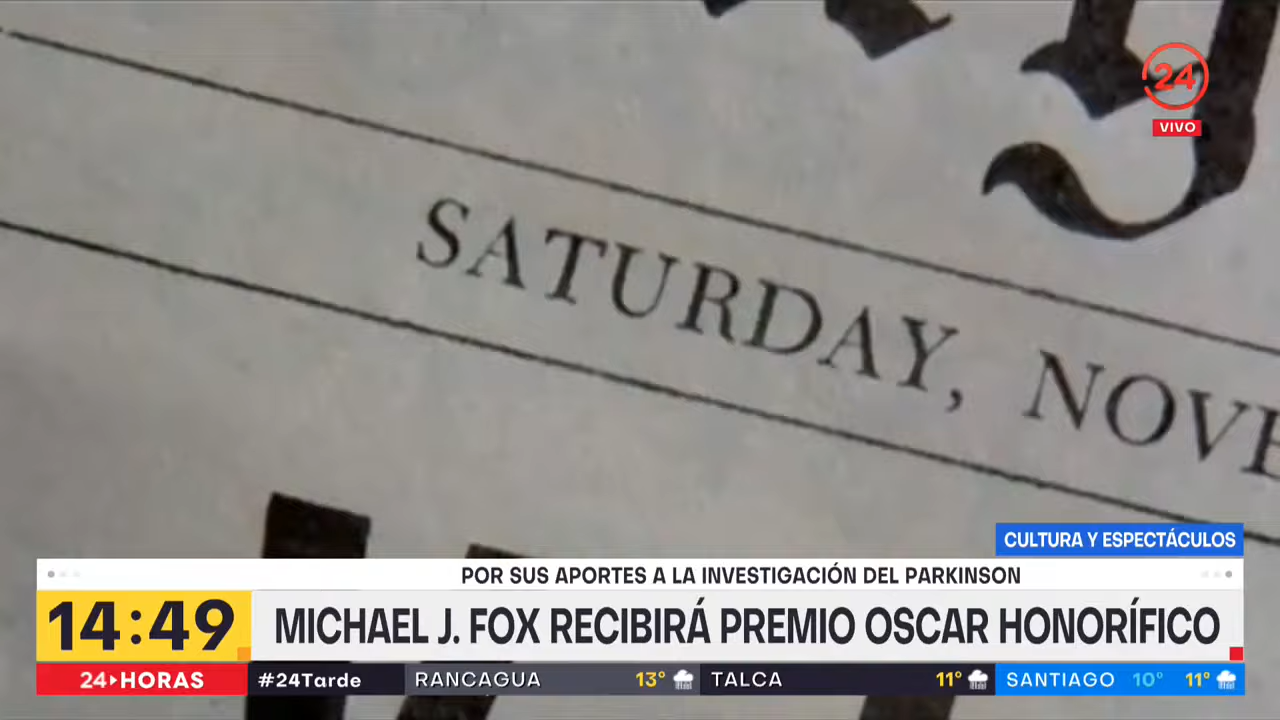 24
VIVO
SATURDAY,
CULTURA Y ESPECTÁCULOS
POR SUS APORTES A LA INVESTIGACIÓN DEL PARKINSON
14:49
MICHAEL J. FOX RECIBIRÁ PREMIO OSCAR HONORÍFICO
24 HORAS
#24Tarde
RANCAGUA 13°
TALCA 11°
SANTIAGO 10° 11°